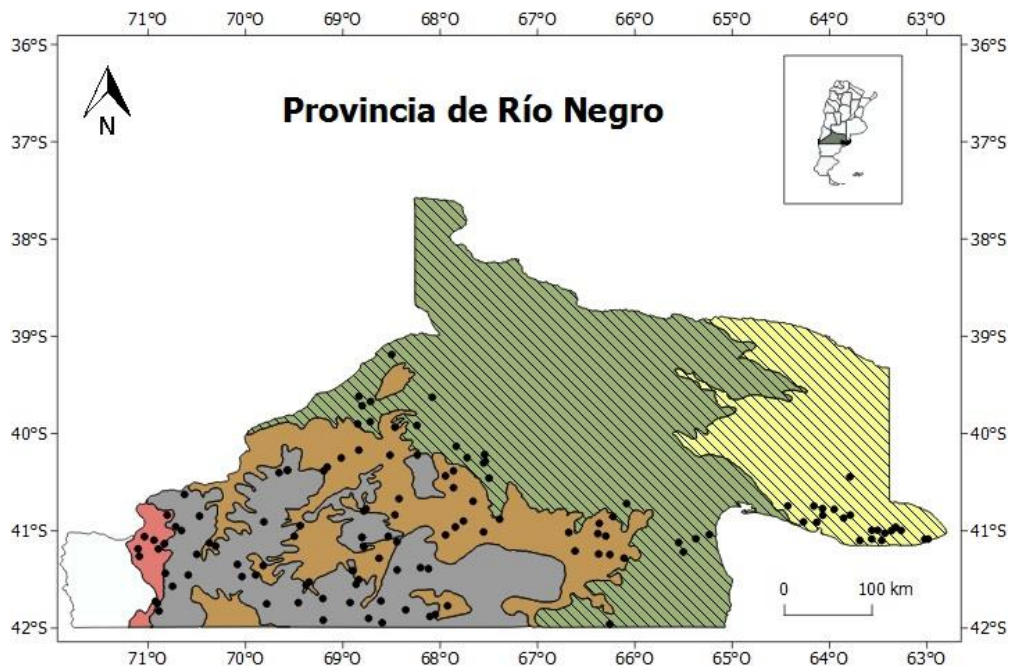 71°O 70°O 69°O 68°O 67°O 66°O 65°O 64°O 63°O
36°S 36°S
Provincia de Río Negro
N
37°S 37°S
38°S 38°S
39°S 39°S
40°S 40°S
41°S 41°S
0 100 km
42°S 42°S
71°O 70°O 69°O 68°O 67°O 66°O 65°O 64°O 63°O